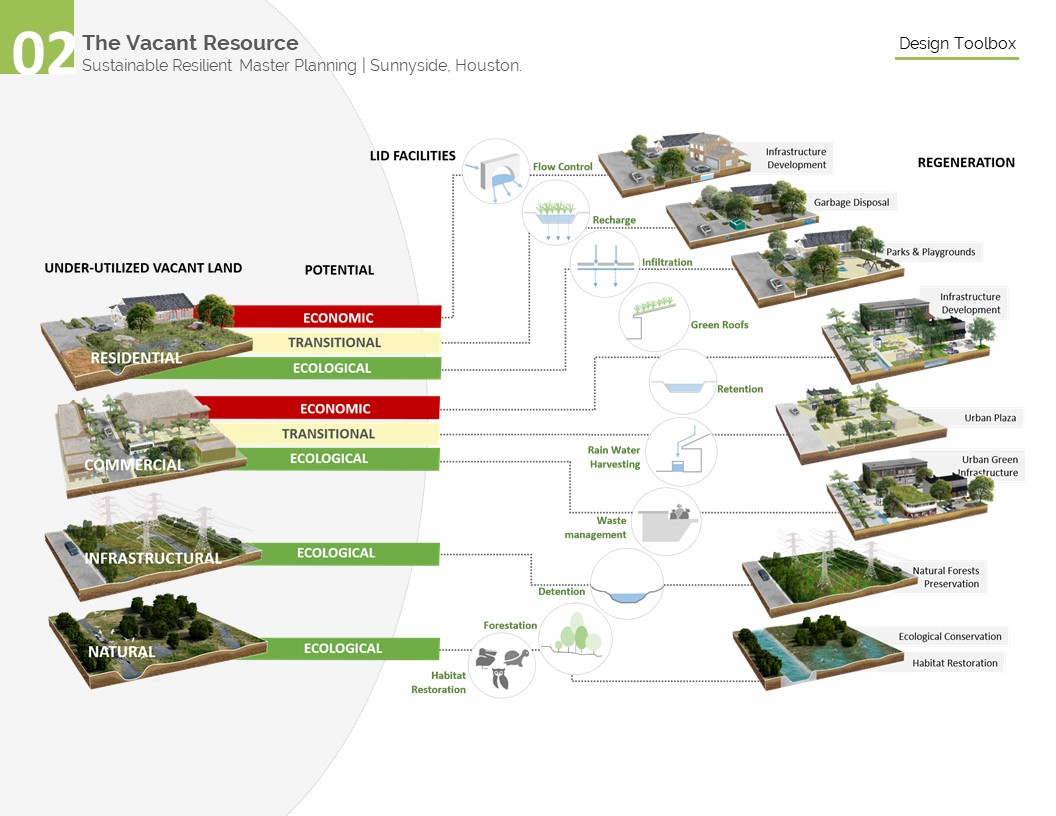 02
The Vacant Resource
Sustainable Resilient Master Planning | Sunnyside, Houston.
Design Toolbox
LID FACILITIES
REGENERATION
UNDER-UTILIZED VACANT LAND
POTENTIAL
RESIDENTIAL
ECONOMIC
TRANSITIONAL
ECOLOGICAL
COMMERCIAL
ECONOMIC
TRANSITIONAL
ECOLOGICAL
INFRASTRUCTURAL
ECOLOGICAL
NATURAL
ECOLOGICAL
Flow Control
Recharge
Infiltration
Green Roofs
Retention
Rain Water
Harvesting
Waste
management
Detention
Forestation
Habitat
Restoration
Infrastructure
Development
Garbage Disposal
Parks & Playgrounds
Infrastructure
Development
Urban Plaza
Urban Green
Infrastructure
Natural Forests
Preservation
Ecological Conservation
Habitat Restoration